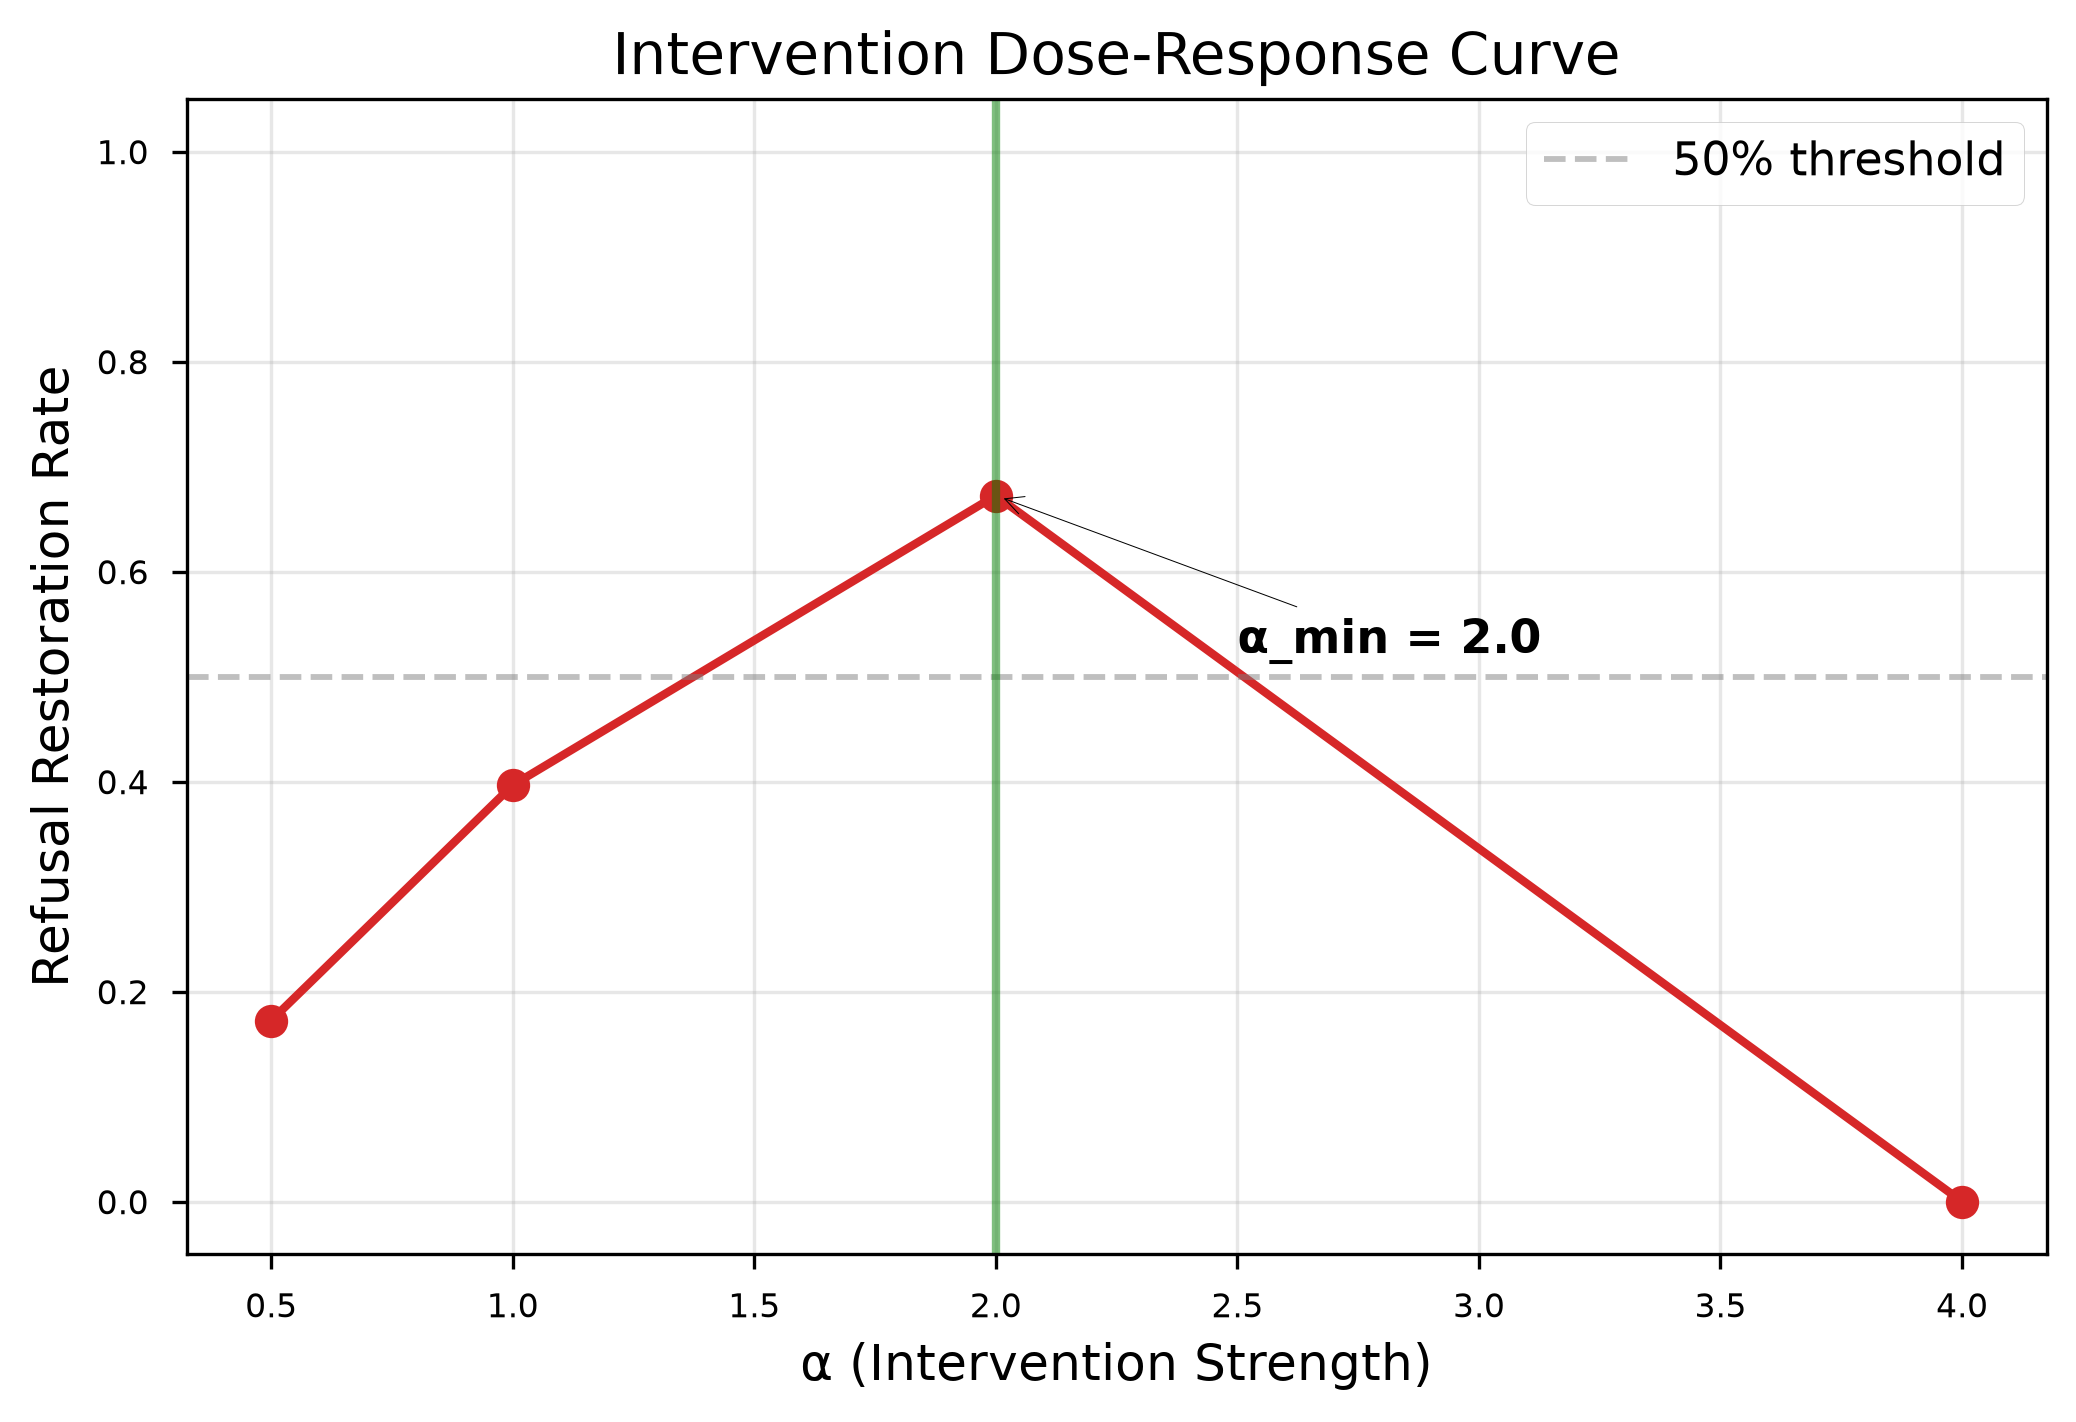 Intervention Dose-Response Curve
50% threshold
Refusal Restoration Rate
1.0
0.8
0.6
0.4
0.2
0.0
α_min = 2.0
0.5 1.0 1.5 2.0 2.5 3.0 3.5 4.0
α (Intervention Strength)